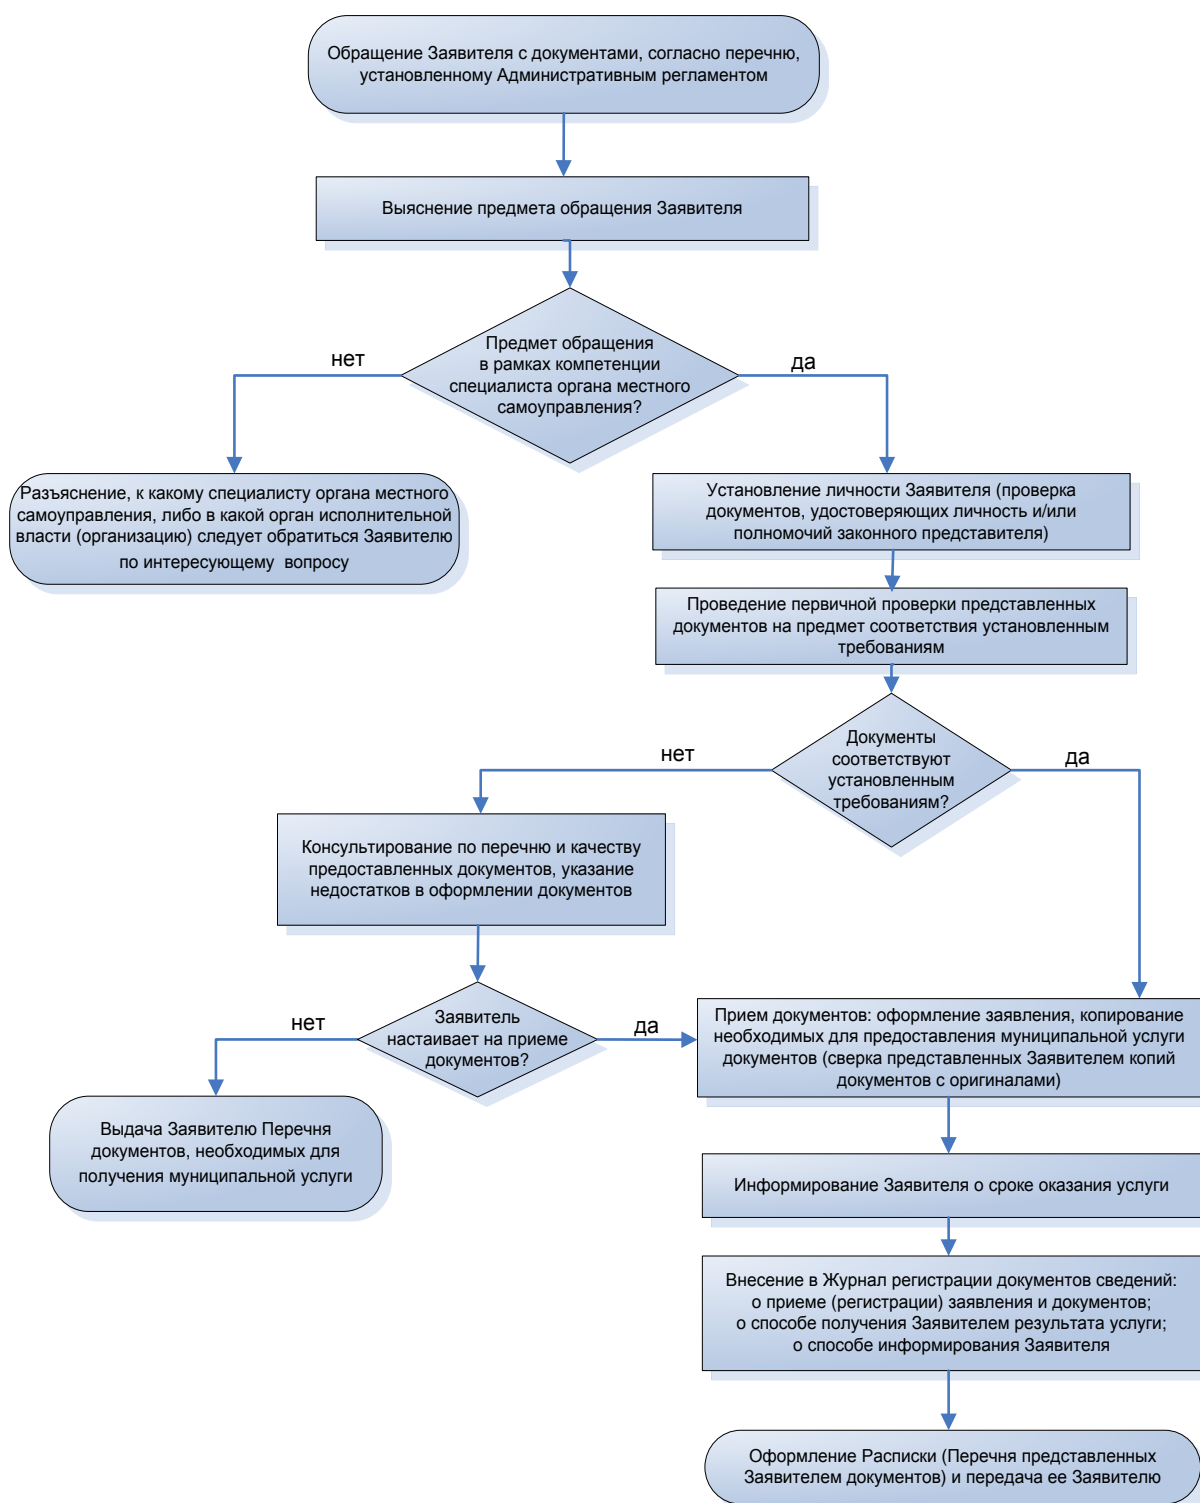 Обращение Заявителя с документами, согласно перечню,
установленному Административным регламентом
Выяснение предмета обращения Заявителя
Предмет обращения
в рамках компетенции
специалиста органа местного
самоуправления?
нет
да
Разъяснение, к какому специалисту органа местного
самоуправления, либо в какой орган исполнительной
власти (организацию) следует обратиться Заявителю
по интересующему вопросу
Установление личности Заявителя (проверка
документов, удостоверяющих личность и/или
полномочий законного представителя)
Проведение первичной проверки представленных
документов на предмет соответствия установленным
требованиям
Документы
соответствуют
установленным
требованиям?
нет
да
Консультирование по перечню и качеству
предоставленных документов, указание
недостатков в оформлении документов
Заявитель
настаивает на приеме
документов?
нет
да
Выдача Заявителю Перечня
документов, необходимых для
получения муниципальной услуги
Прием документов: оформление заявления, копирование
необходимых для предоставления муниципальной услуги
документов (сверка представленных Заявителем копий
документов с оригиналами)
Информирование Заявителя о сроке оказания услуги
Внесение в Журнал регистрации документов сведений:
о приеме (регистрации) заявления и документов;
о способе получения Заявителем результата услуги;
о способе информирования Заявителя
Оформление Расписки (Перечня представленных
Заявителем документов) и передача ее Заявителю